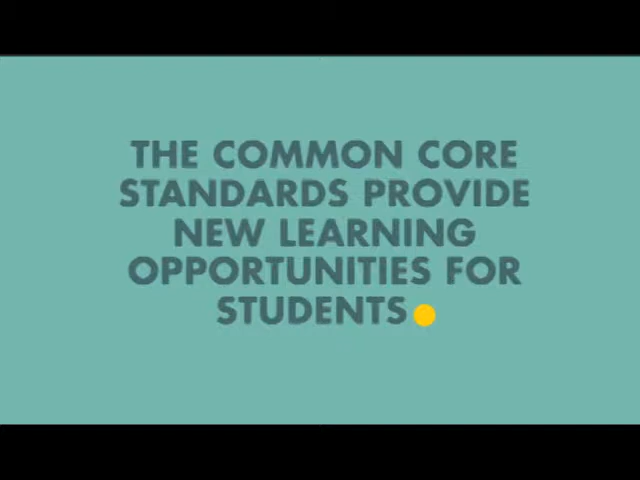 THE COMMON CORE
STANDARDS PROVIDE
NEW LEARNING
OPPORTUNITIES FOR
STUDENTS.